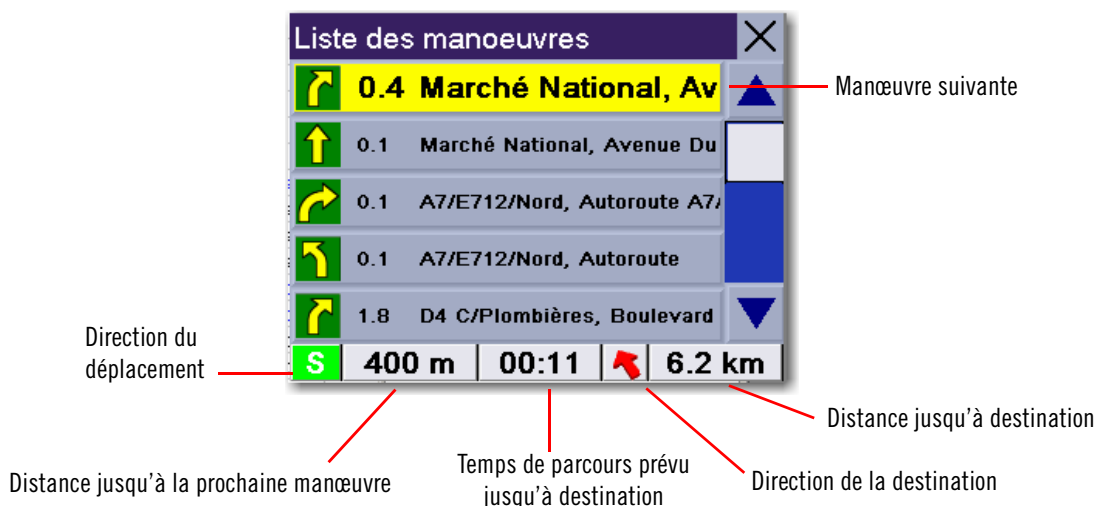 Liste des manoeuvres
0.4 Marché National, Av
Manœuvre suivante
0.1 Marché National, Avenue Du
0.1 A7/E712/Nord, Autoroute A7/
0.1 A7/E712/Nord, Autoroute
1.8 D4 C/Plombières, Boulevard
Direction du
déplacement
S 400 m 00:11 6.2 km
Distance jusqu'à destination
Distance jusqu'à la prochaine manœuvre
Temps de parcours prévu
jusqu'à destination
Direction de la destination